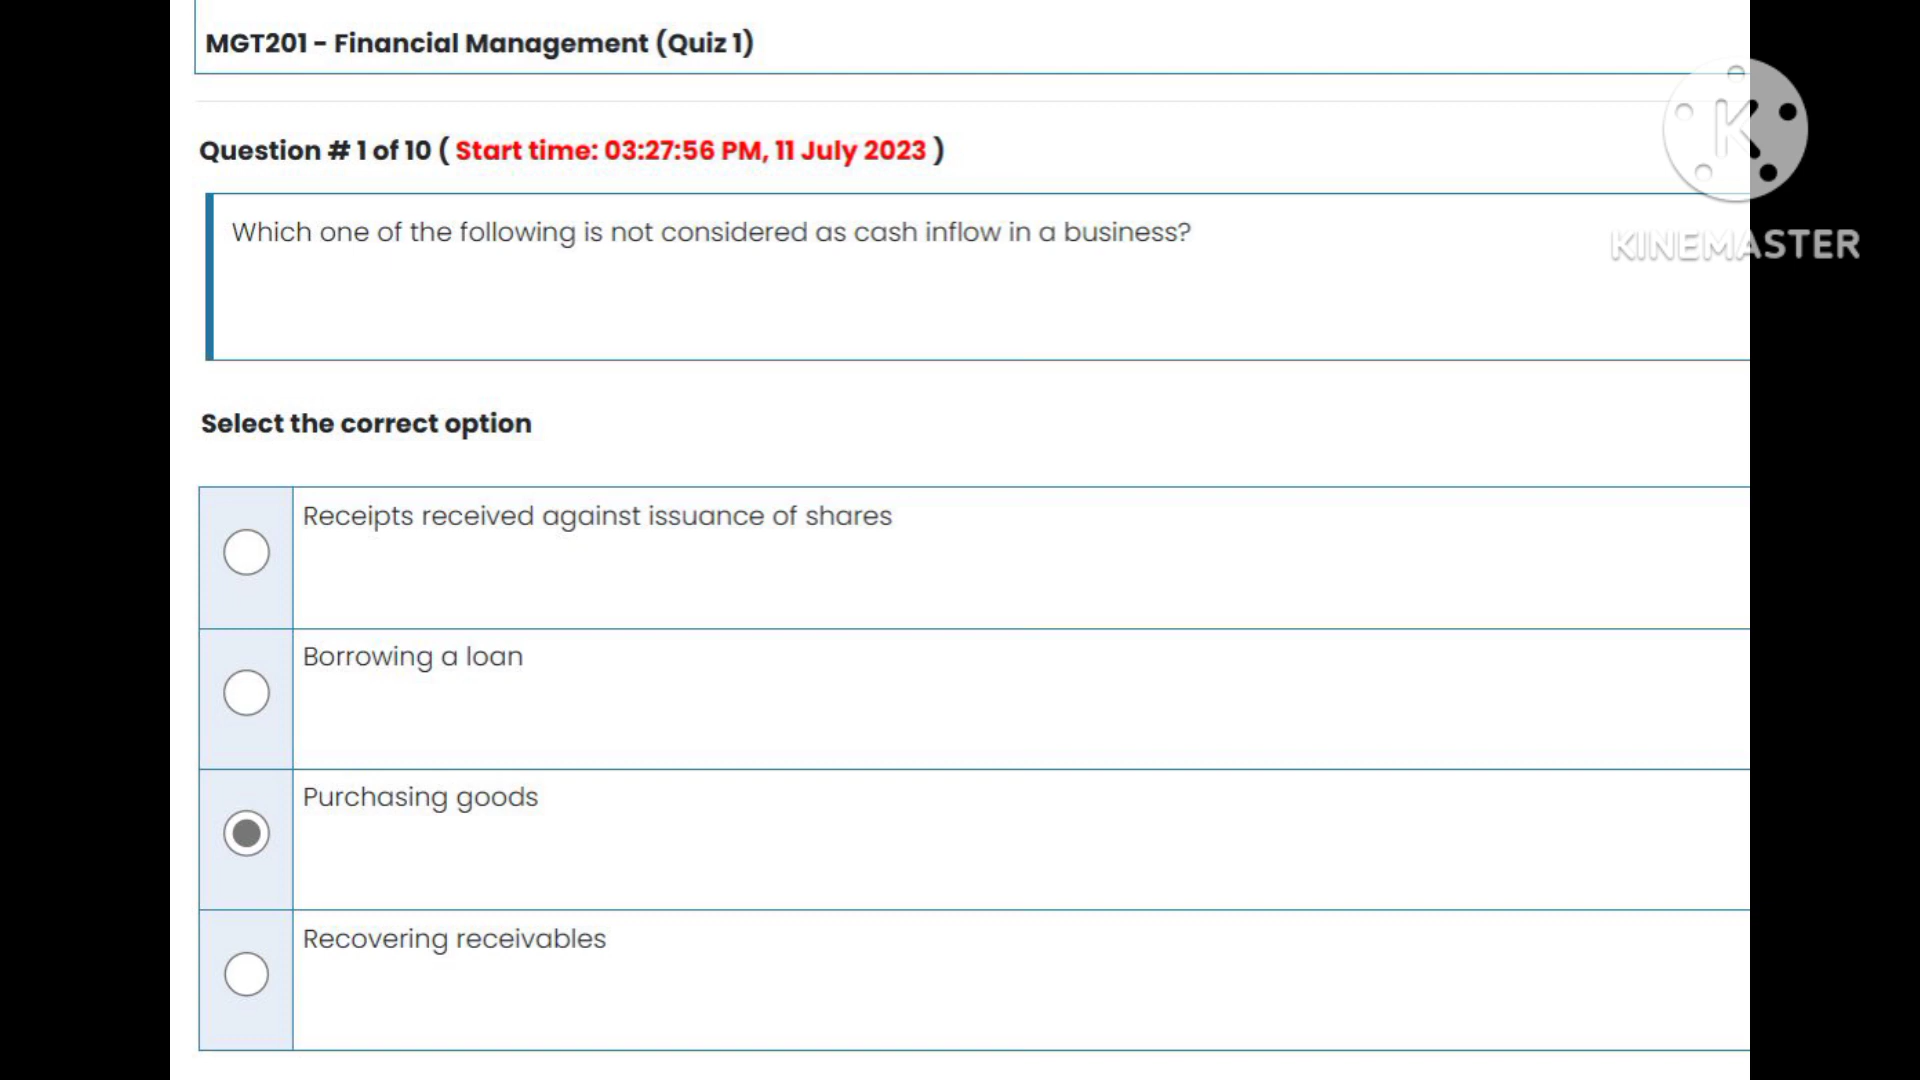 MGT201 - Financial Management (Quiz 1)
Question # 1 of 10 ( Start time: 03:27:56 PM, 11 July 2023 )
K
KINEMASTER
Which one of the following is not considered as cash inflow in a business?
Select the correct option
Receipts received against issuance of shares
Borrowing a loan
Purchasing goods
Recovering receivables